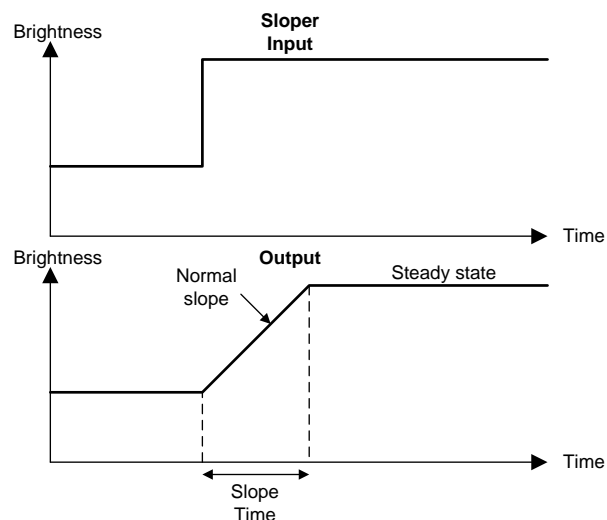 Brightness
Sloper
Input
Time
Brightness
Output
Normal
slope
Steady state
Time
Slope
Time